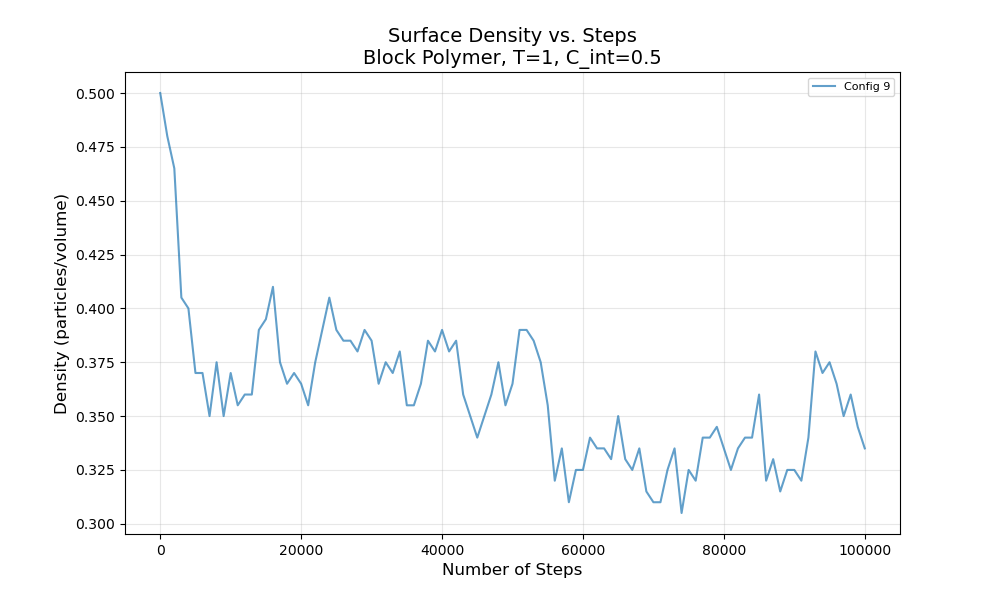 Surface Density vs. Steps
Block Polymer, T=1, C_int=0.5
Config 9
Density (particles/volume)
0.500
0.475
0.450
0.425
0.400
0.375
0.350
0.325
0.300
0 20000 40000 60000 80000 100000
Number of Steps